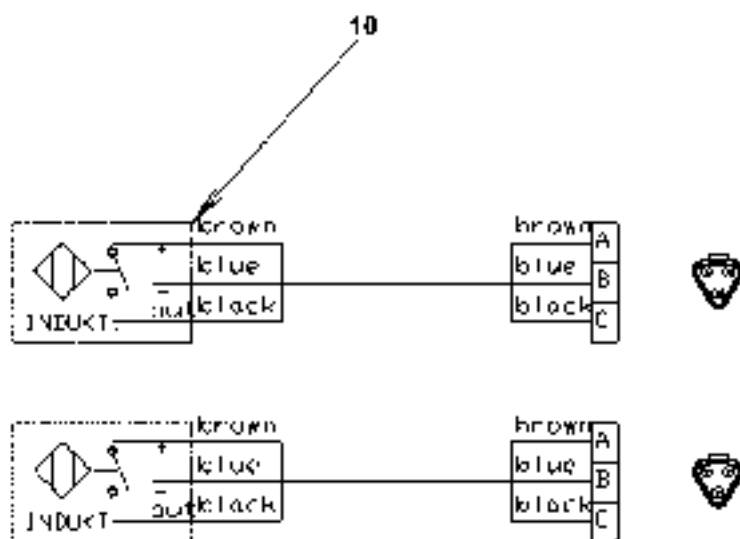 10
brown brown A
+
blue blue B
-
out black black C
INDUKT.
brown brown A
+
blue blue B
-
out black black C
INDUKT